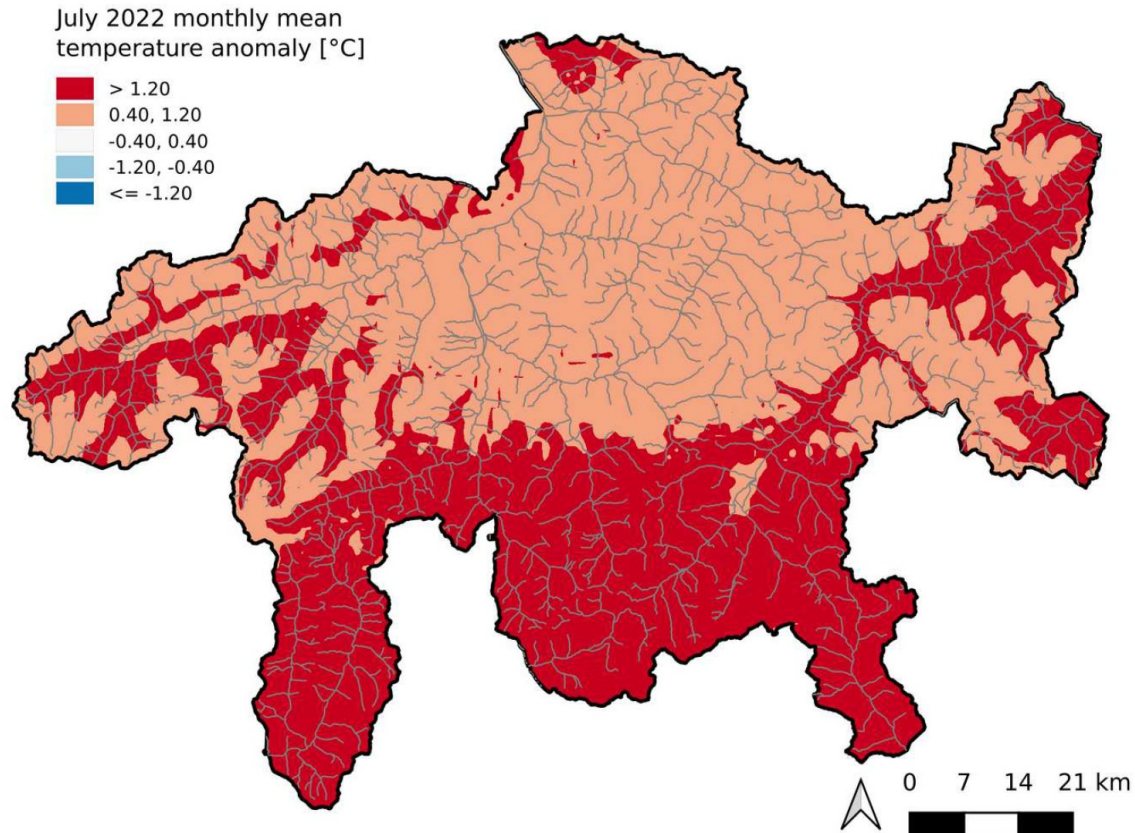 July 2022 monthly mean
temperature anomaly [°C]
> 1.20
0.40, 1.20
-0.40, 0.40
-1.20, -0.40
<= -1.20
0 7 14 21 km